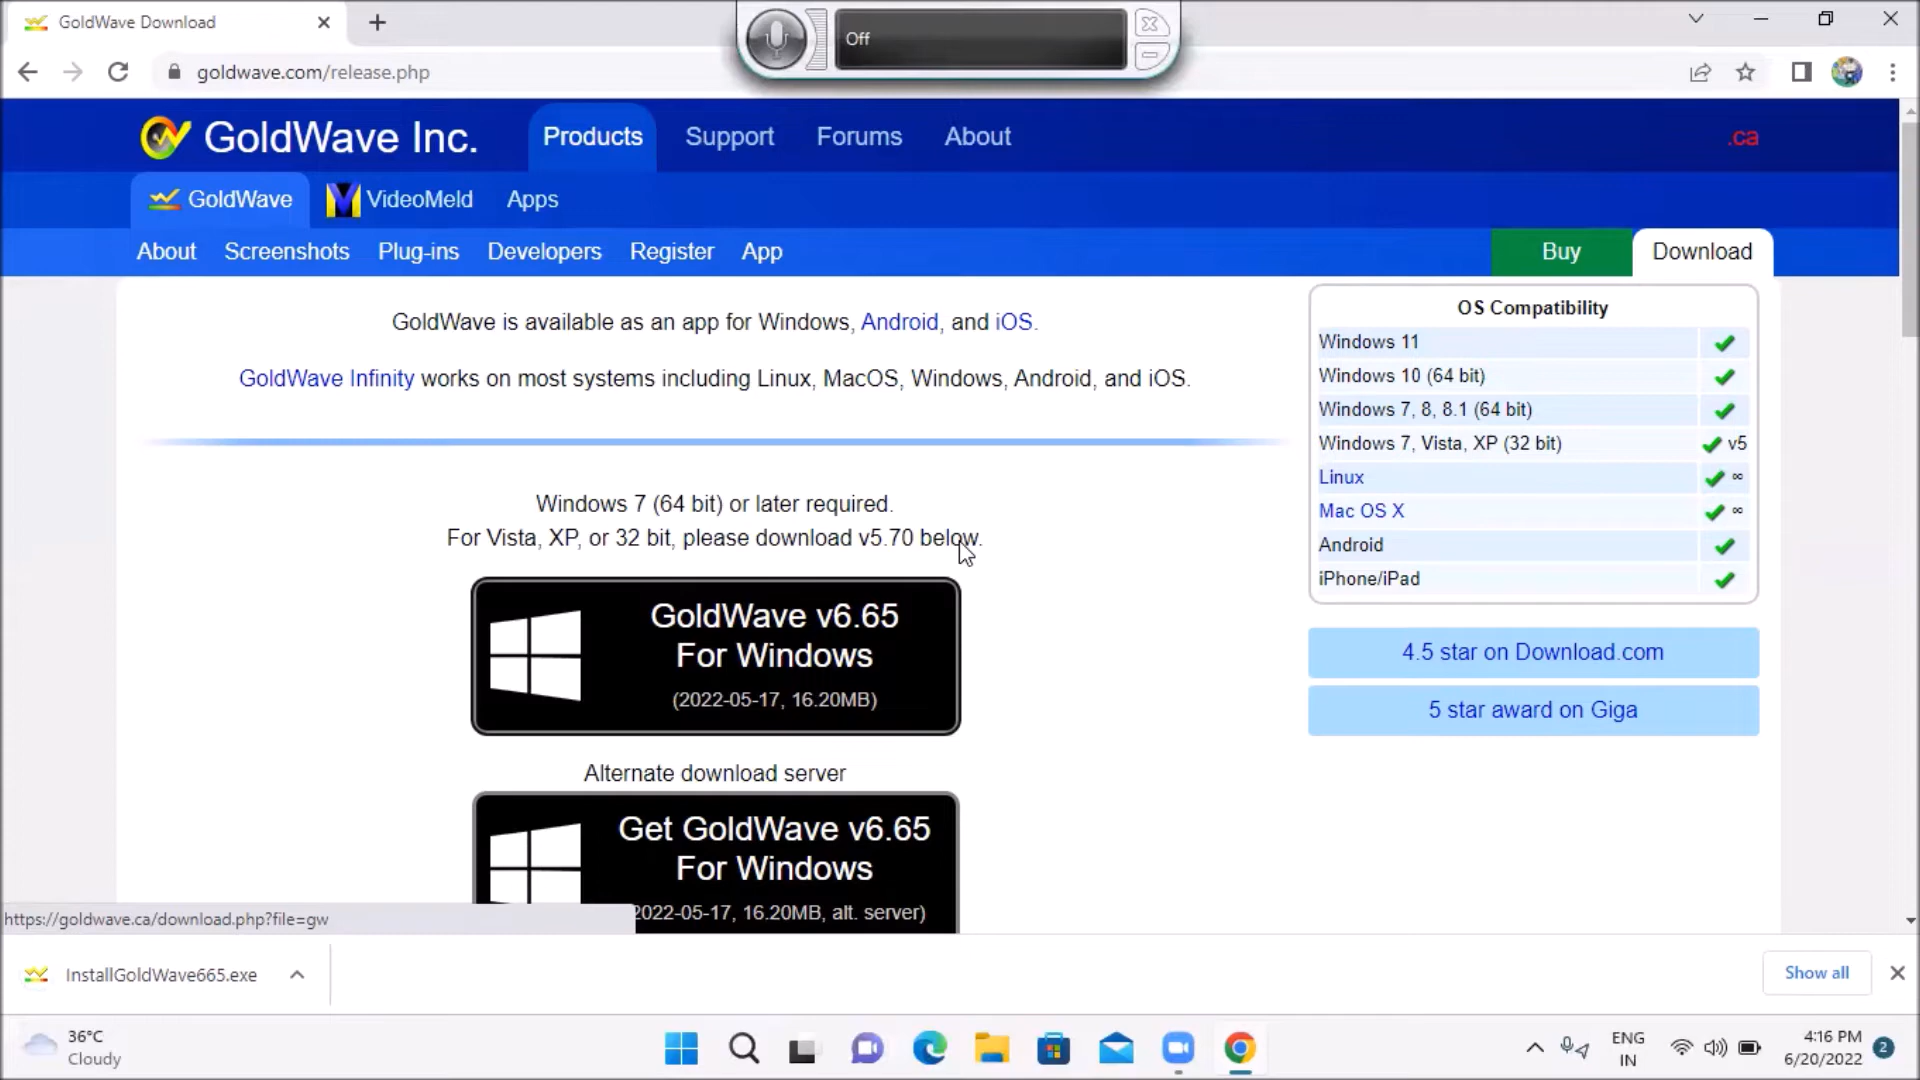 GoldWave Download
Off
goldwave.com/release.php
GoldWave Inc.
Products
Support
Forums
About
.ca
GoldWave
VideoMeld
Apps
About
Screenshots
Plug-ins
Developers
Register
App
Buy
Download
GoldWave is available as an app for Windows, Android, and iOS.
GoldWave Infinity works on most systems including Linux, MacOS, Windows, Android, and iOS.
Windows 7 (64 bit) or later required.
For Vista, XP, or 32 bit, please download v5.70 below.
GoldWave v6.65
For Windows
(2022-05-17, 16.20MB)
Alternate download server
Get GoldWave v6.65
For Windows
2022-05-17, 16.20MB, alt. server)
OS Compatibility
Windows 11
Windows 10 (64 bit)
Windows 7, 8, 8.1 (64 bit)
Windows 7, Vista, XP (32 bit) v5
Linux ∞
Mac OS X ∞
Android
iPhone/iPad
4.5 star on Download.com
5 star award on Giga
https://goldwave.ca/download.php?file=gw
InstallGoldWave665.exe
Show all
36°C
Cloudy
ENG
IN
4:16 PM
6/20/2022
2